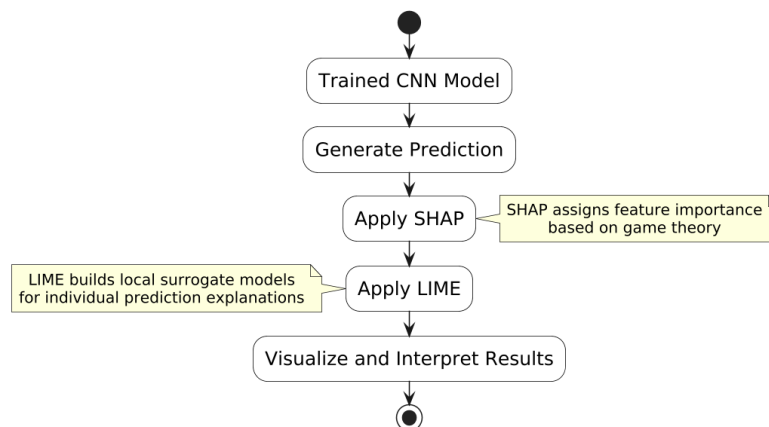 Trained CNN Model
Generate Prediction
Apply SHAP
SHAP assigns feature importance
based on game theory
LIME builds local surrogate models
for individual prediction explanations
Apply LIME
Visualize and Interpret Results